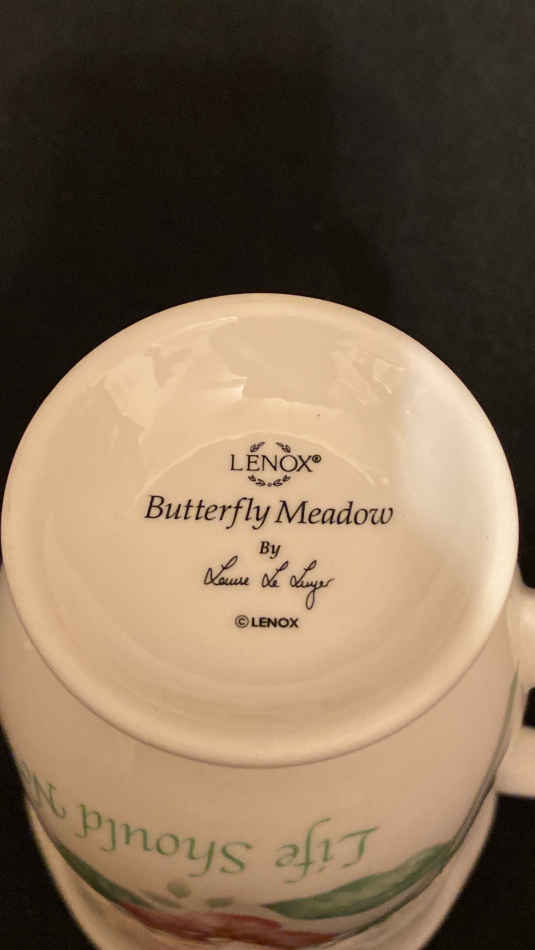 LENOX®
Butterfly Meadow
By
Louise Le Luyer
© LENOX
Life Should